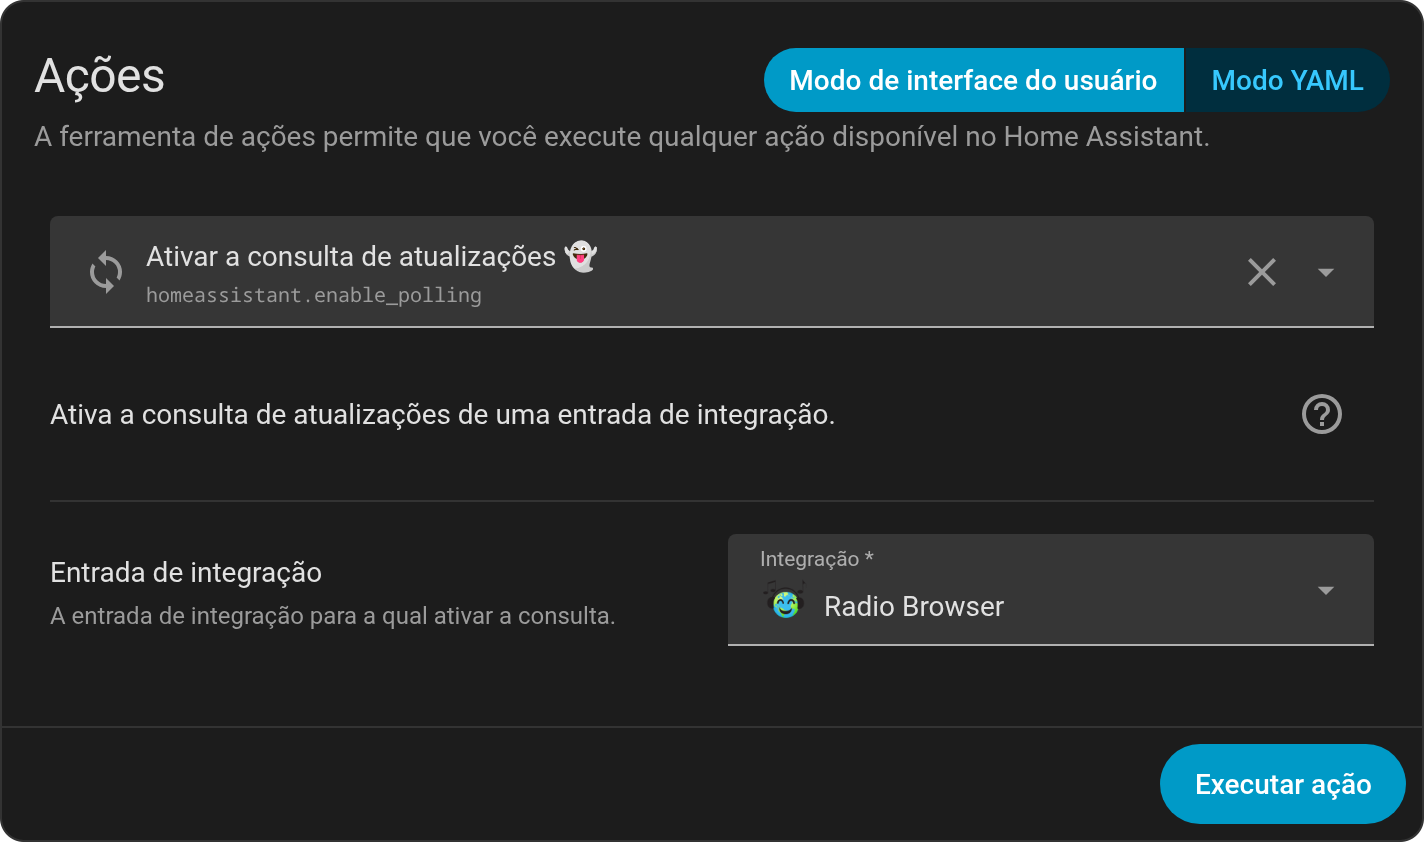 Ações
Modo de interface do usuário
Modo YAML
A ferramenta de ações permite que você execute qualquer ação disponível no Home Assistant.
Ativar a consulta de atualizações 👻
homeassistant.enable_polling
Ativa a consulta de atualizações de uma entrada de integração.
Entrada de integração
A entrada de integração para a qual ativar a consulta.
Integração *
Radio Browser
Executar ação